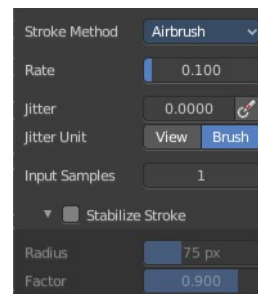 Stroke Method Airbrush
Rate 0.100
Jitter 0.0000
Jitter Unit View Brush
Input Samples 1
Stabilize Stroke
Radius 75 px
Factor 0.900